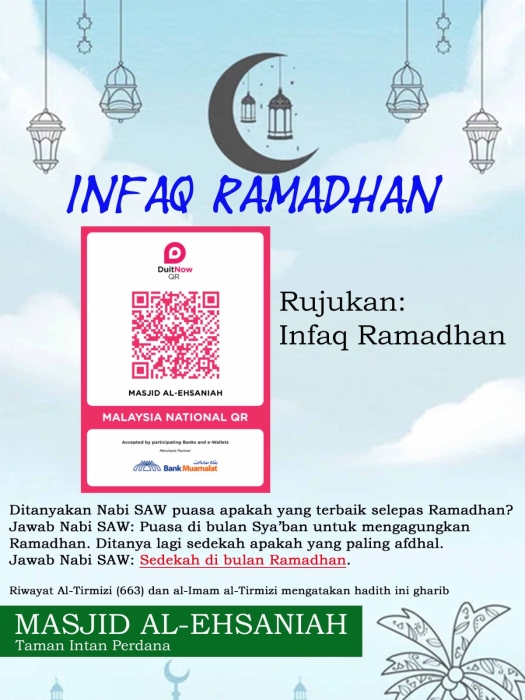 INFAQ RAMADHAN
DuitNow
QR
MASJID AL-EHSANIAH
MALAYSIA NATIONAL QR
Accepted by participating Banks and e-Wallets
Merchant Partner
Bank Muamalat
Rujukan:
Infaq Ramadhan
Ditanyakan Nabi SAW puasa apakah yang terbaik selepas Ramadhan?
Jawab Nabi SAW: Puasa di bulan Sya’ban untuk mengagungkan
Ramadhan. Ditanya lagi sedekah apakah yang paling afdhal.
Jawab Nabi SAW: Sedekah di bulan Ramadhan.
Riwayat Al-Tirmizi (663) dan al-Imam al-Tirmizi mengatakan hadith ini gharib
MASJID AL-EHSANIAH
Taman Intan Perdana